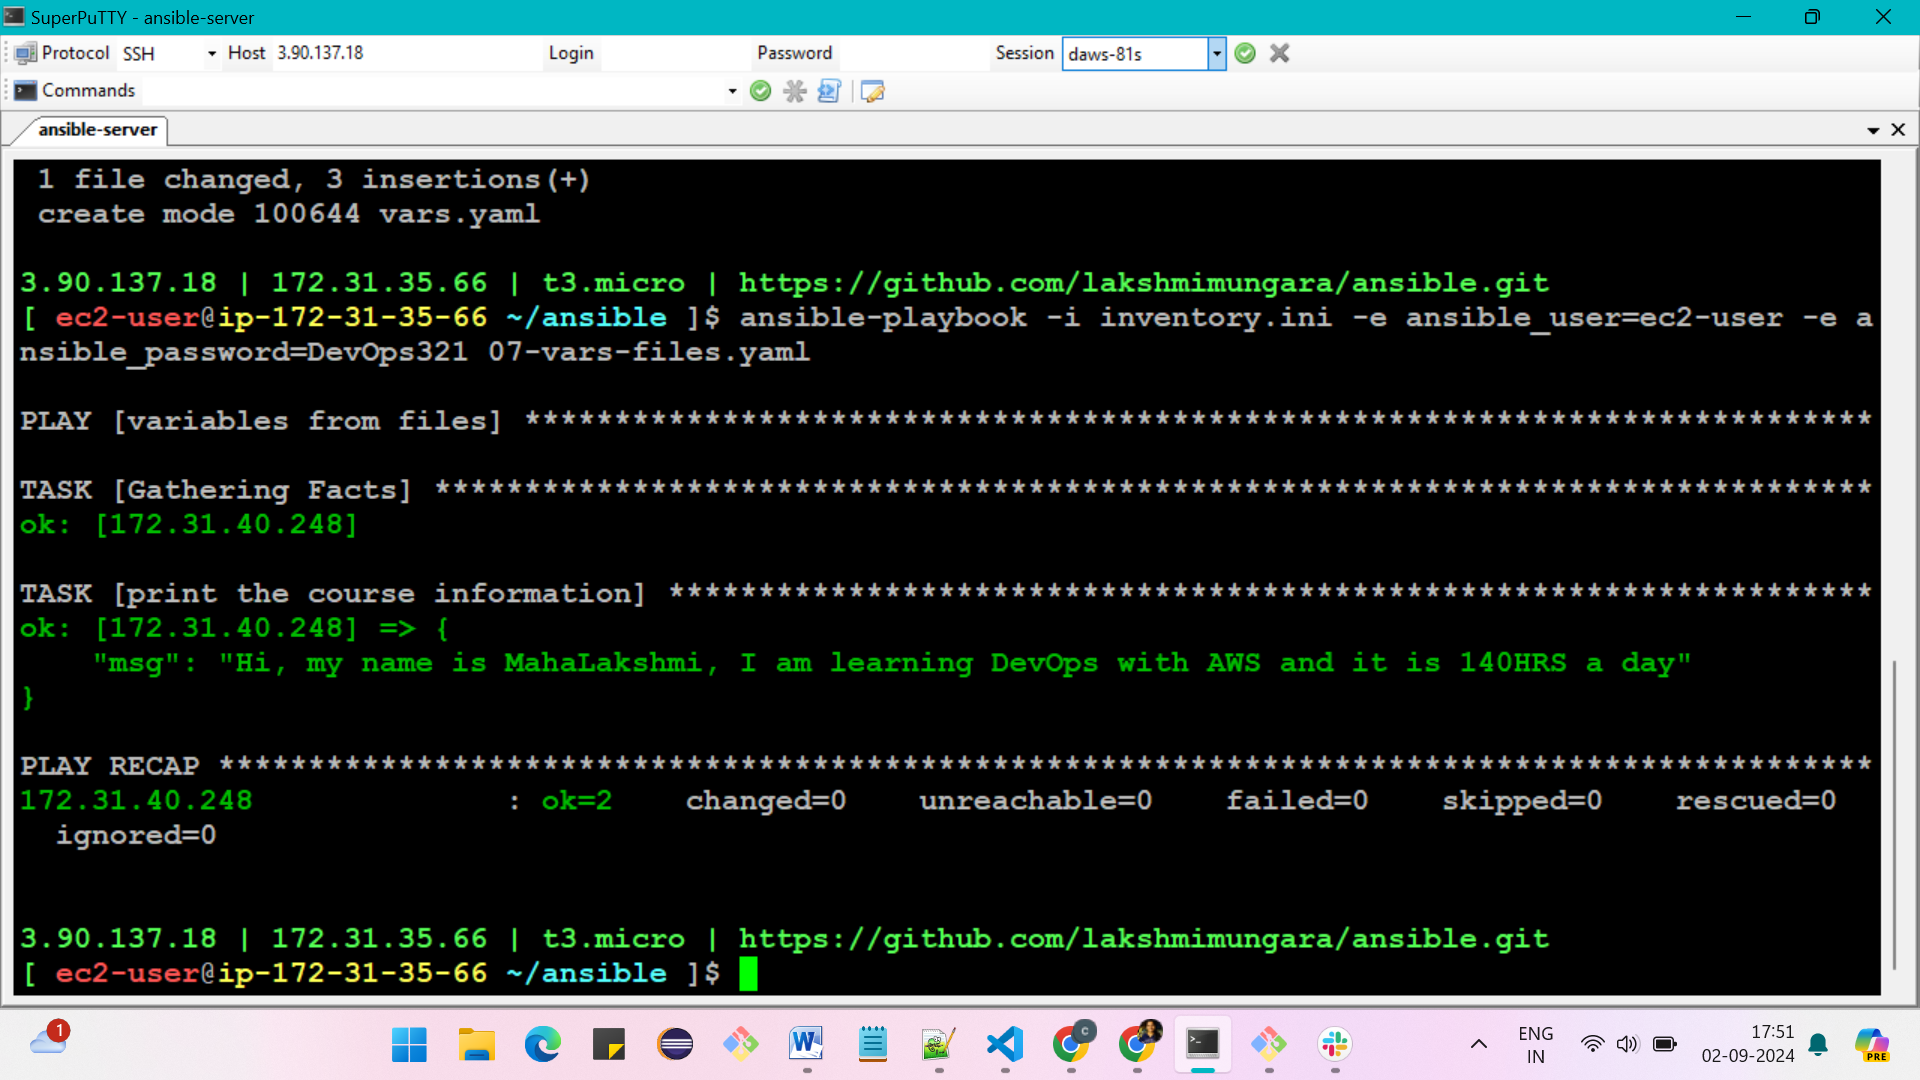 SuperPuTTY - ansible-server
Protocol SSH Host 3.90.137.18 Login Password Session daws-81s
Commands
ansible-server
1 file changed, 3 insertions(+)
create mode 100644 vars.yaml
3.90.137.18 | 172.31.35.66 | t3.micro | https://github.com/lakshmimungara/ansible.git
[ ec2-user@ip-172-31-35-66 ~/ansible ]$ ansible-playbook -i inventory.ini -e ansible_user=ec2-user -e a
nsible_password=DevOps321 07-vars-files.yaml
PLAY [variables from files] ***************************************************************************
TASK [Gathering Facts] ********************************************************************************
ok: [172.31.40.248]
TASK [print the course information] *******************************************************************
ok: [172.31.40.248] => {
"msg": "Hi, my name is MahaLakshmi, I am learning DevOps with AWS and it is 140HRS a day"
}
PLAY RECAP ********************************************************************************************
172.31.40.248 : ok=2 changed=0 unreachable=0 failed=0 skipped=0 rescued=0
ignored=0
3.90.137.18 | 172.31.35.66 | t3.micro | https://github.com/lakshmimungara/ansible.git
[ ec2-user@ip-172-31-35-66 ~/ansible ]$
1
W
C
ENG
IN
17:51
02-09-2024
PRE